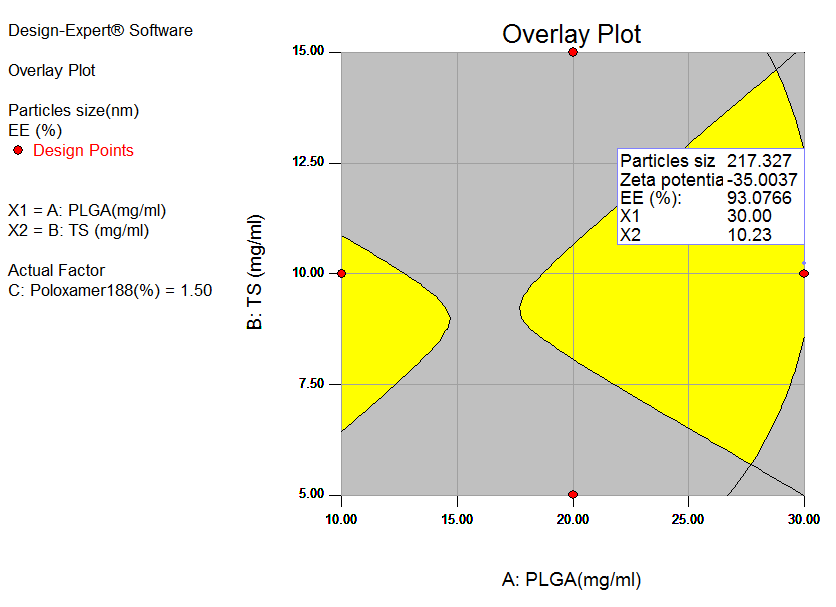 Design-Expert® Software
Overlay Plot
Particles size(nm)
EE (%)
Design Points
X1 = A: PLGA(mg/ml)
X2 = B: TS (mg/ml)
Actual Factor
C: Poloxamer188(%) = 1.50
Overlay Plot
15.00
12.50
10.00
7.50
5.00
B: TS (mg/ml)
Particles siz 217.327
Zeta potentia -35.0037
EE (%): 93.0766
X1 30.00
X2 10.23
10.00 15.00 20.00 25.00 30.00
A: PLGA(mg/ml)